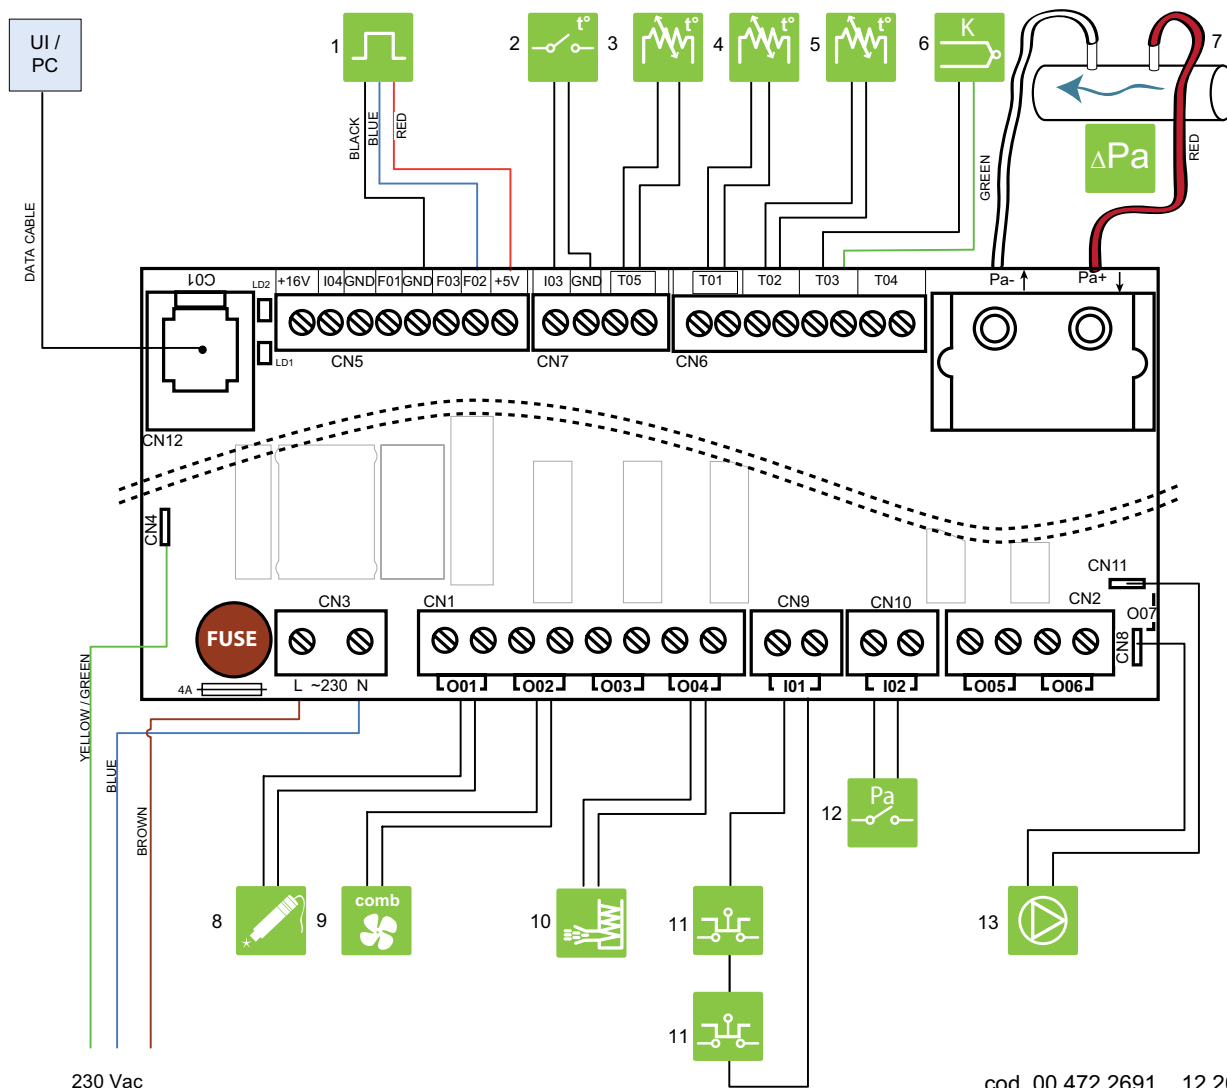 UI /
PC
1
2
t°
3
t°
4
t°
5
t°
6
K
7
BLACK
BLUE
RED
GREEN
ΔPa
RED
DATA CABLE
C01
LD2
+16V
I04
GND
F01
GND
F03
F02
+5V
I03
GND
T05
T01
T02
T03
T04
Pa-
Pa+
LD1
CN5
CN7
CN6
CN12
CN4
CN11
CN3
CN1
CN9
CN10
CN2
O07
FUSE
CN8
4A
L ~230 N
O01
O02
O03
O04
I01
I02
O05
O06
YELLOW / GREEN
BLUE
BROWN
Pa
12
8
9
comb
10
11
13
11
230 Vac
cod. 00 472 2691